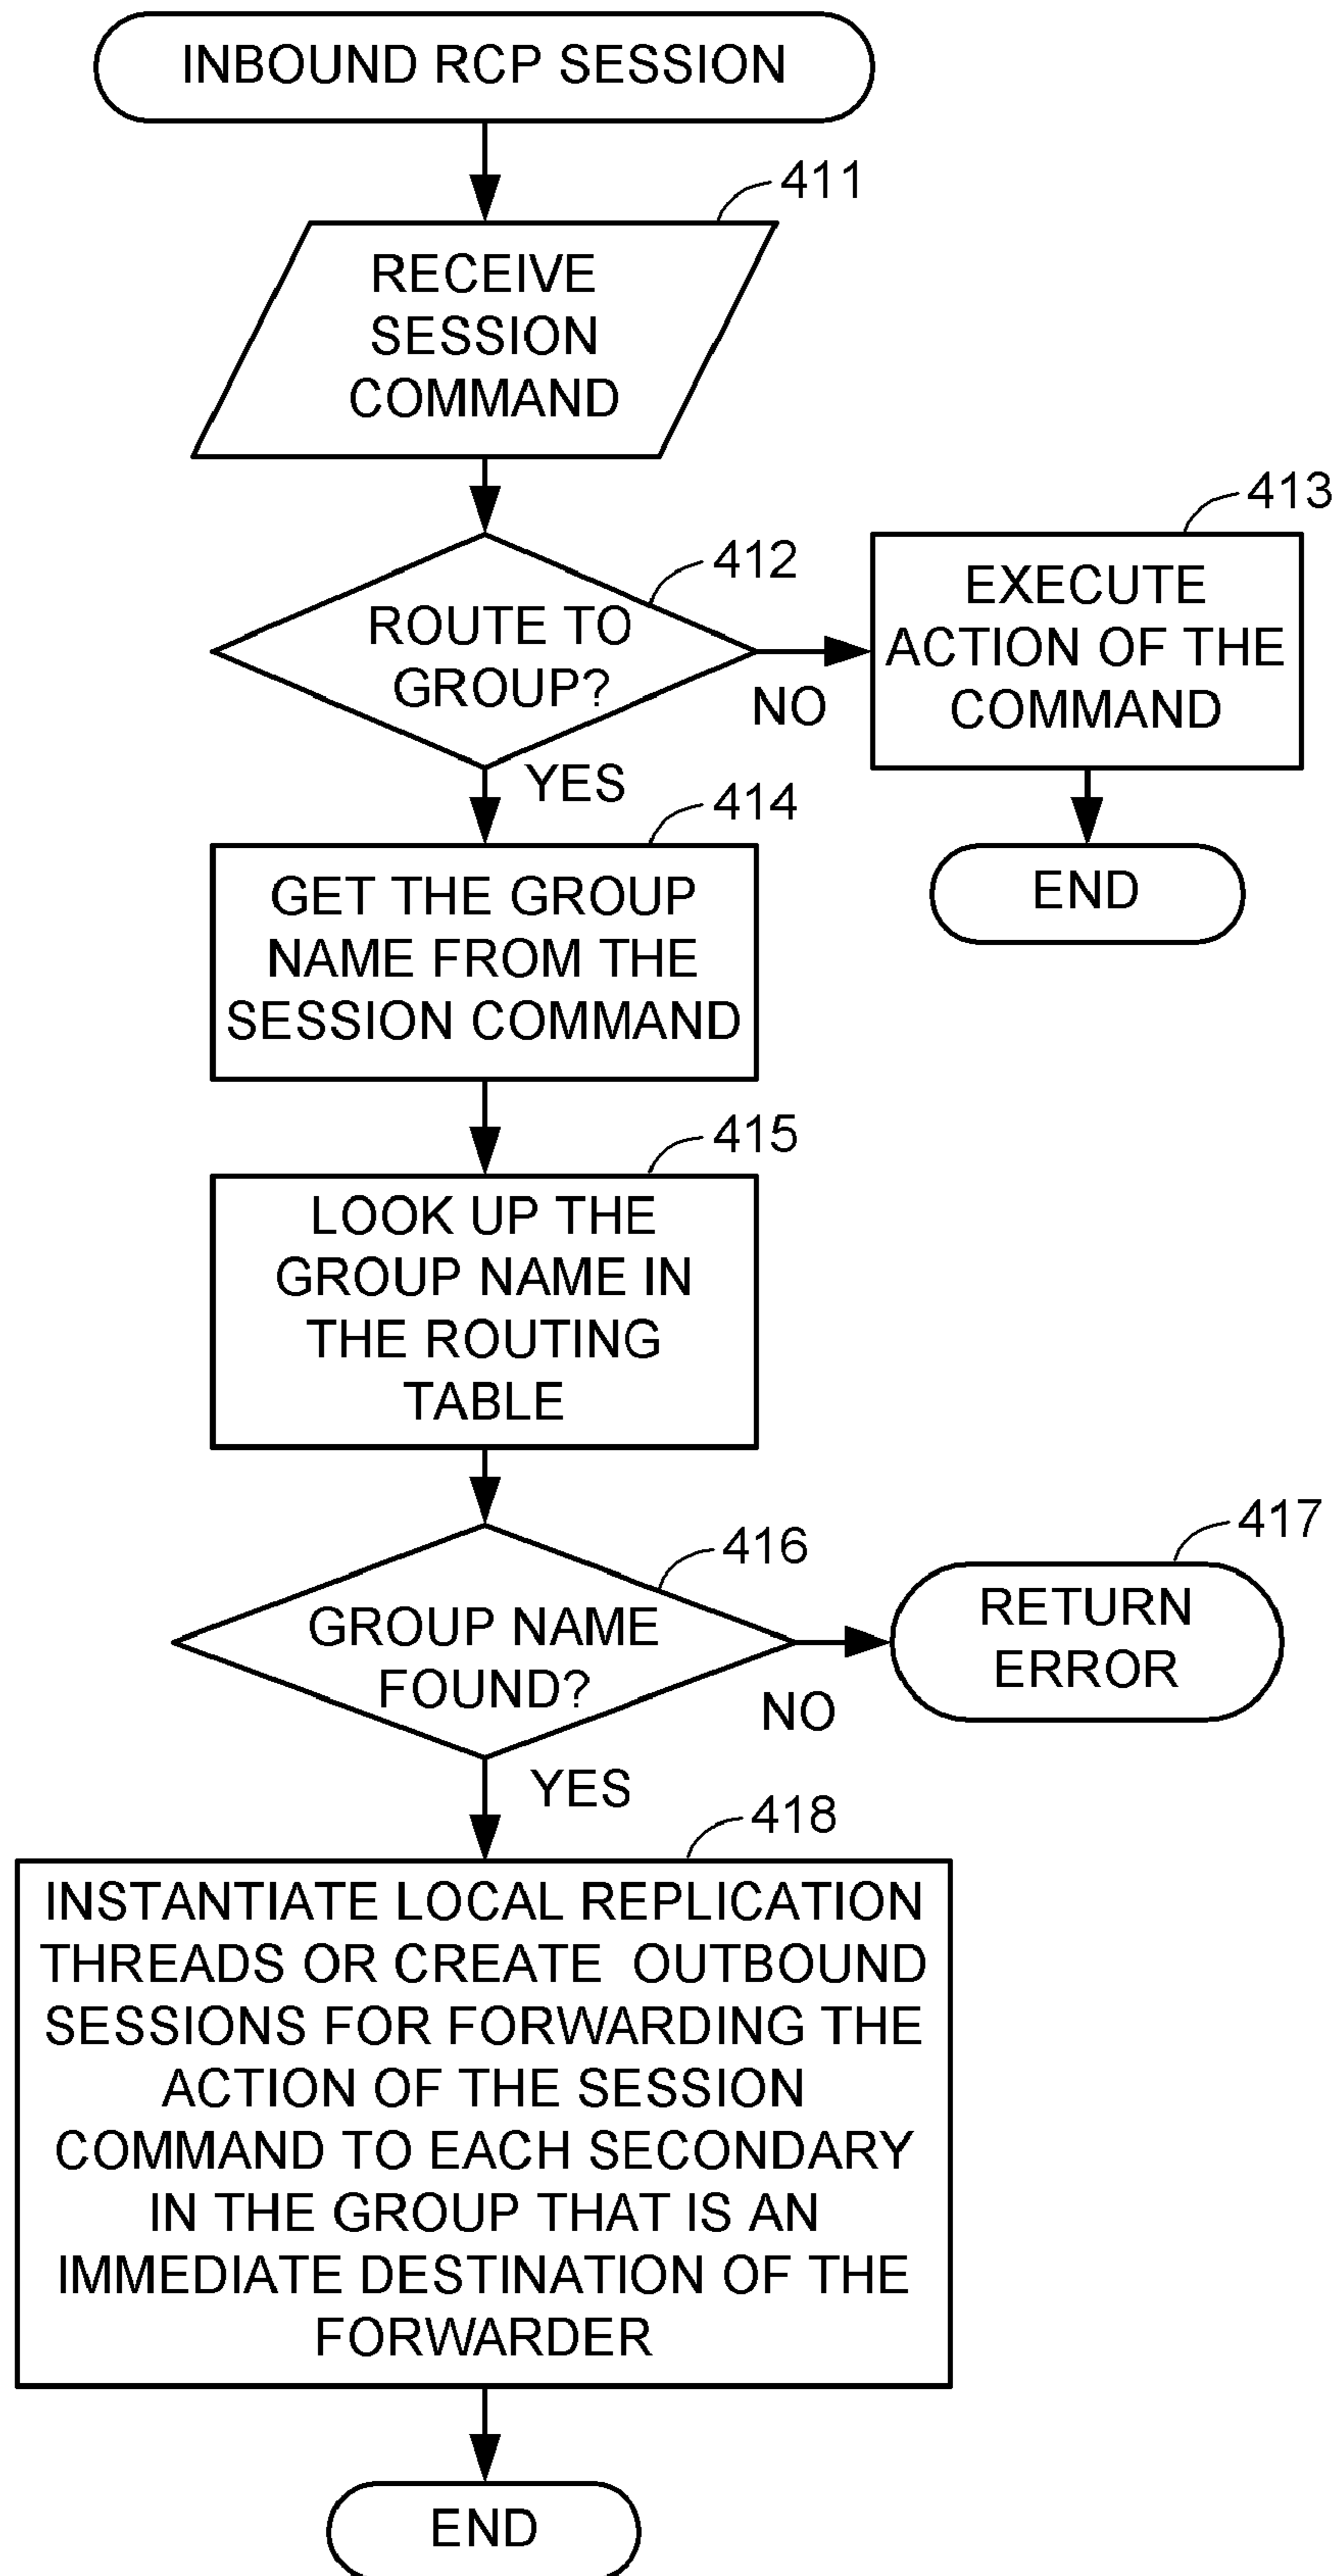 INBOUND RCP SESSION
411
RECEIVE
SESSION
COMMAND
412
ROUTE TO
GROUP?
NO
YES
413
EXECUTE
ACTION OF THE
COMMAND
END
414
GET THE GROUP
NAME FROM THE
SESSION COMMAND
415
LOOK UP THE
GROUP NAME IN
THE ROUTING
TABLE
416
GROUP NAME
FOUND?
NO
YES
417
RETURN
ERROR
418
INSTANTIATE LOCAL REPLICATION
THREADS OR CREATE OUTBOUND
SESSIONS FOR FORWARDING THE
ACTION OF THE SESSION
COMMAND TO EACH SECONDARY
IN THE GROUP THAT IS AN
IMMEDIATE DESTINATION OF THE
FORWARDER
END